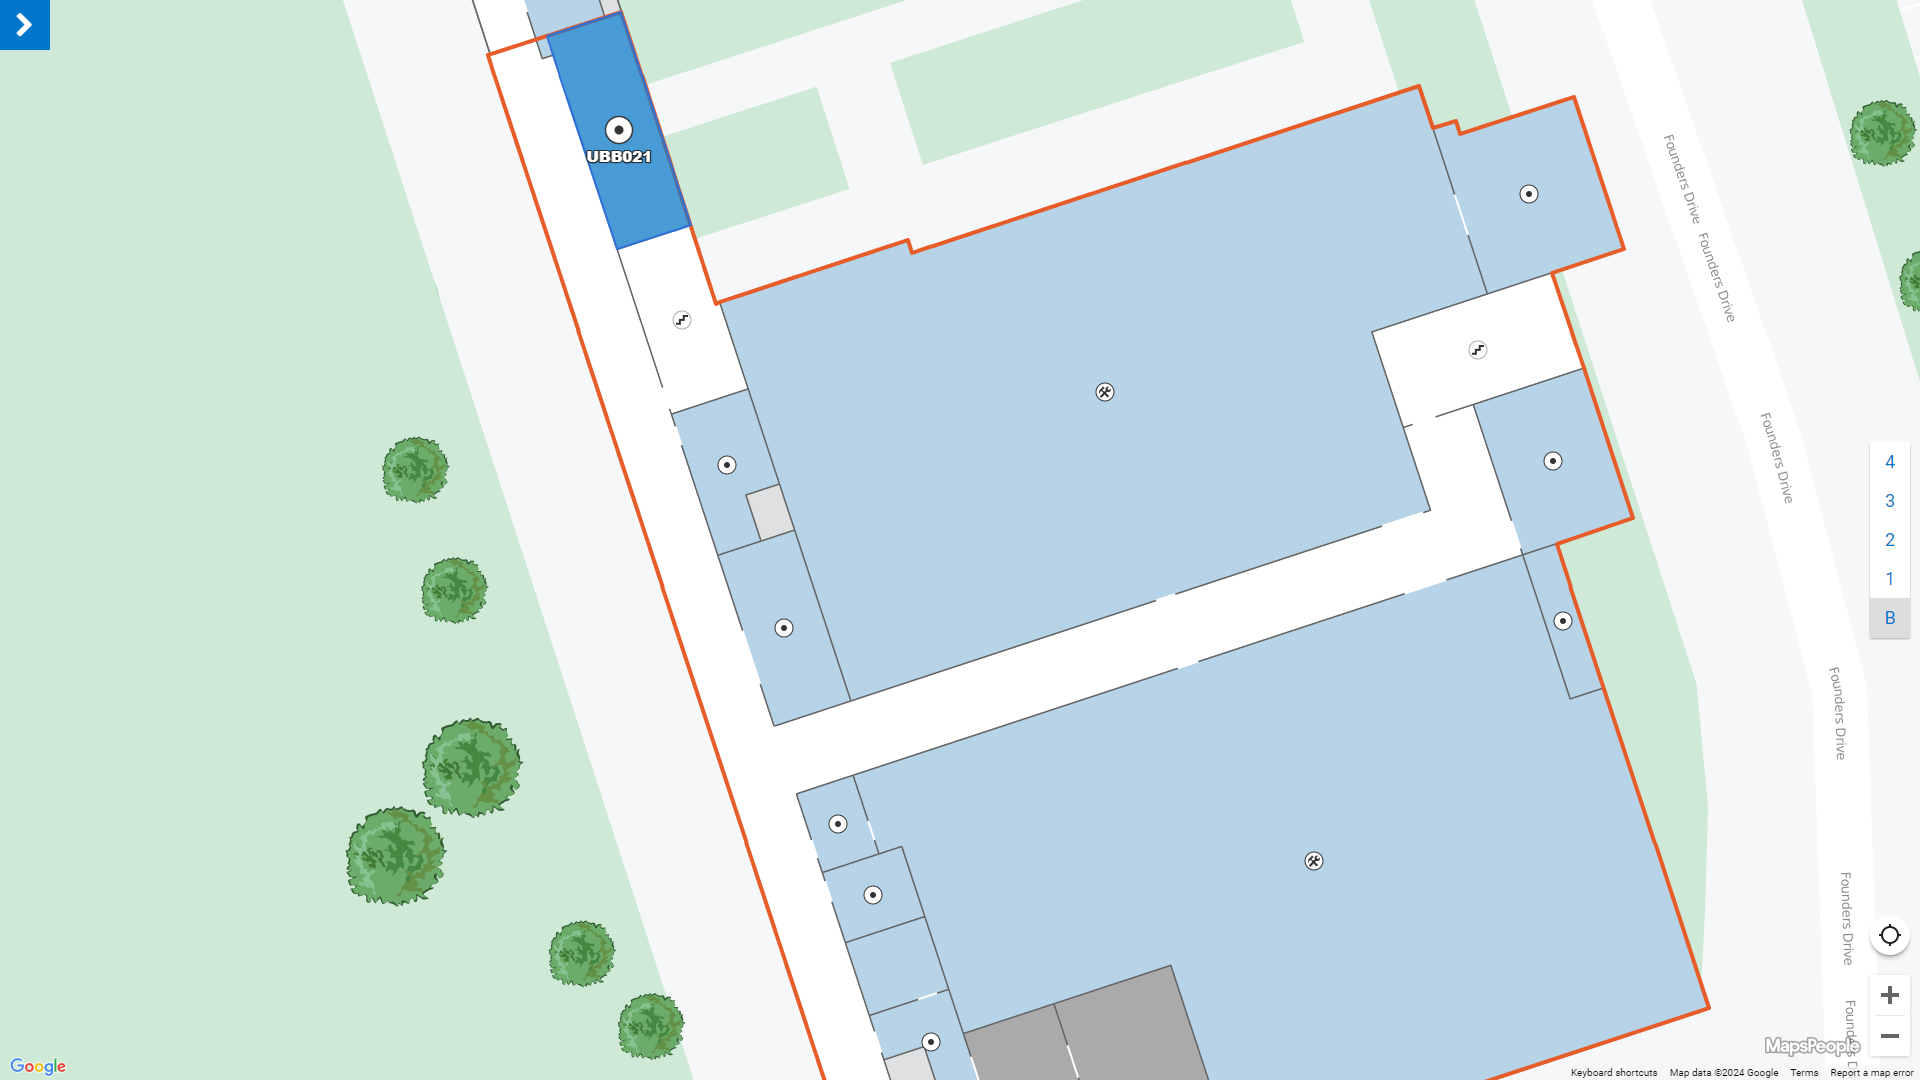 UBB021
Founders Drive
Founders Drive
Founders Drive
Founders Drive
Founders Drive
4
3
2
1
B
MapsPeople
Google
Keyboard shortcuts
Map data ©2024 Google
Terms
Report a map error